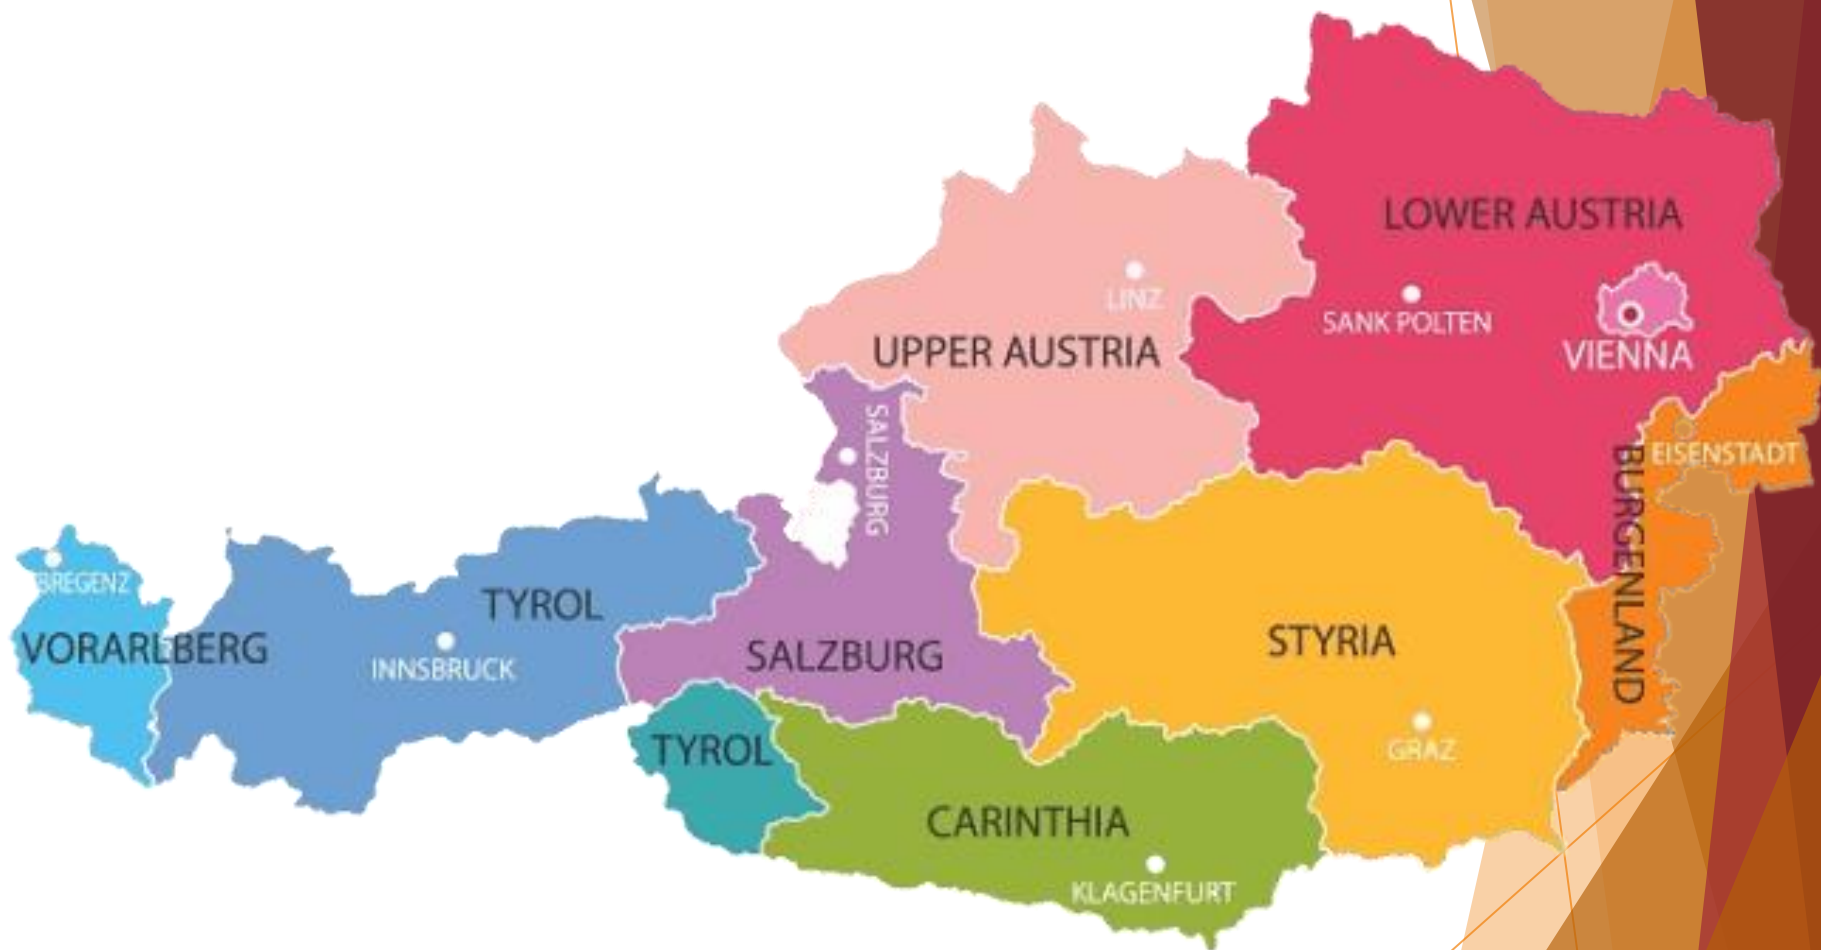 LOWER AUSTRIA
LINZ
SANK POLTEN
UPPER AUSTRIA
VIENNA
SALZBURG
EISENSTADT
BURGENLAND
BREGENZ
TYROL
VORARLBERG
INNSBRUCK
SALZBURG
STYRIA
TYROL
GRAZ
CARINTHIA
KLAGENFURT